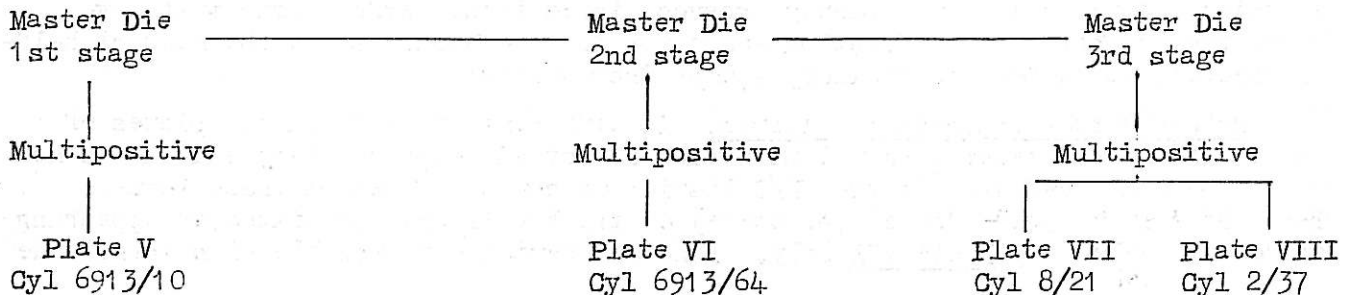 Master Die Master Die Master Die
1st stage 2nd stage 3rd stage
Multipositive Multipositive Multipositive
Plate V Plate VI Plate VII Plate VIII
Cyl 6913/10 Cyl 6913/64 Cyl 8/21 Cyl 2/37